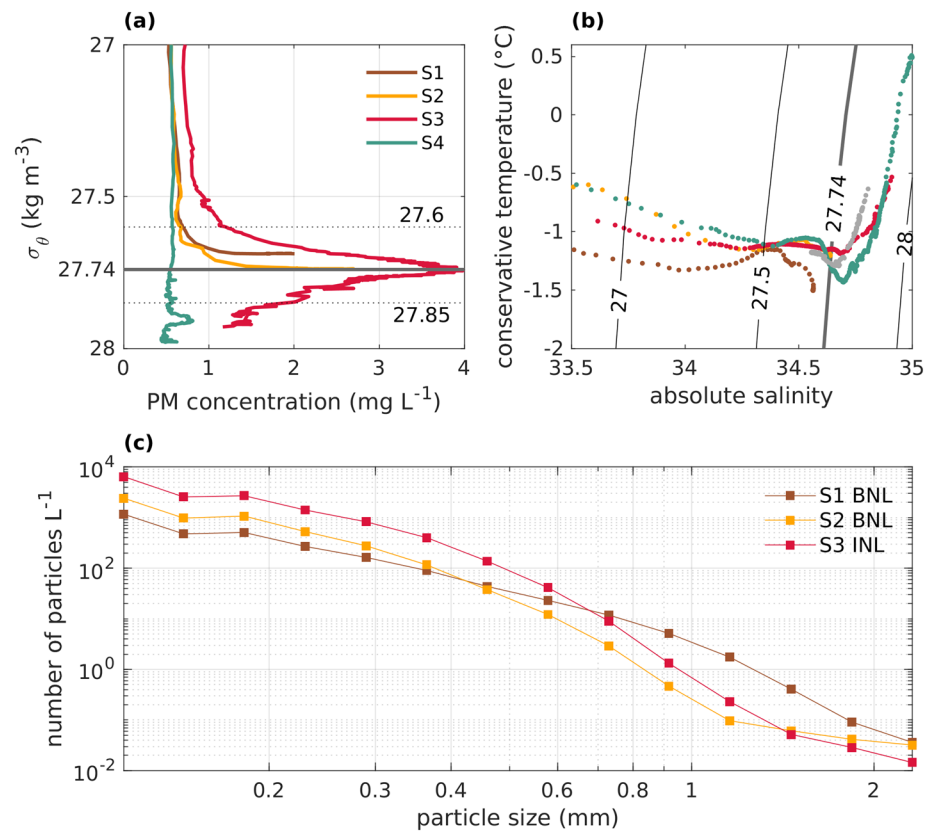 (a)
27
27.5
27.74
28
σθ (kg m-3)
S1
S2
S3
S4
27.6
27.85
0 1 2 3 4
PM concentration (mg L-1)
(b)
0.5
0
-0.5
-1
-1.5
-2
conservative temperature (°C)
27
27.5
27.74
28
33.5 34 34.5 35
absolute salinity
(c)
10^4
10^2
10^0
10^-2
number of particles L-1
S1 BNL
S2 BNL
S3 INL
0.2 0.3 0.4 0.6 0.8 1 2
particle size (mm)